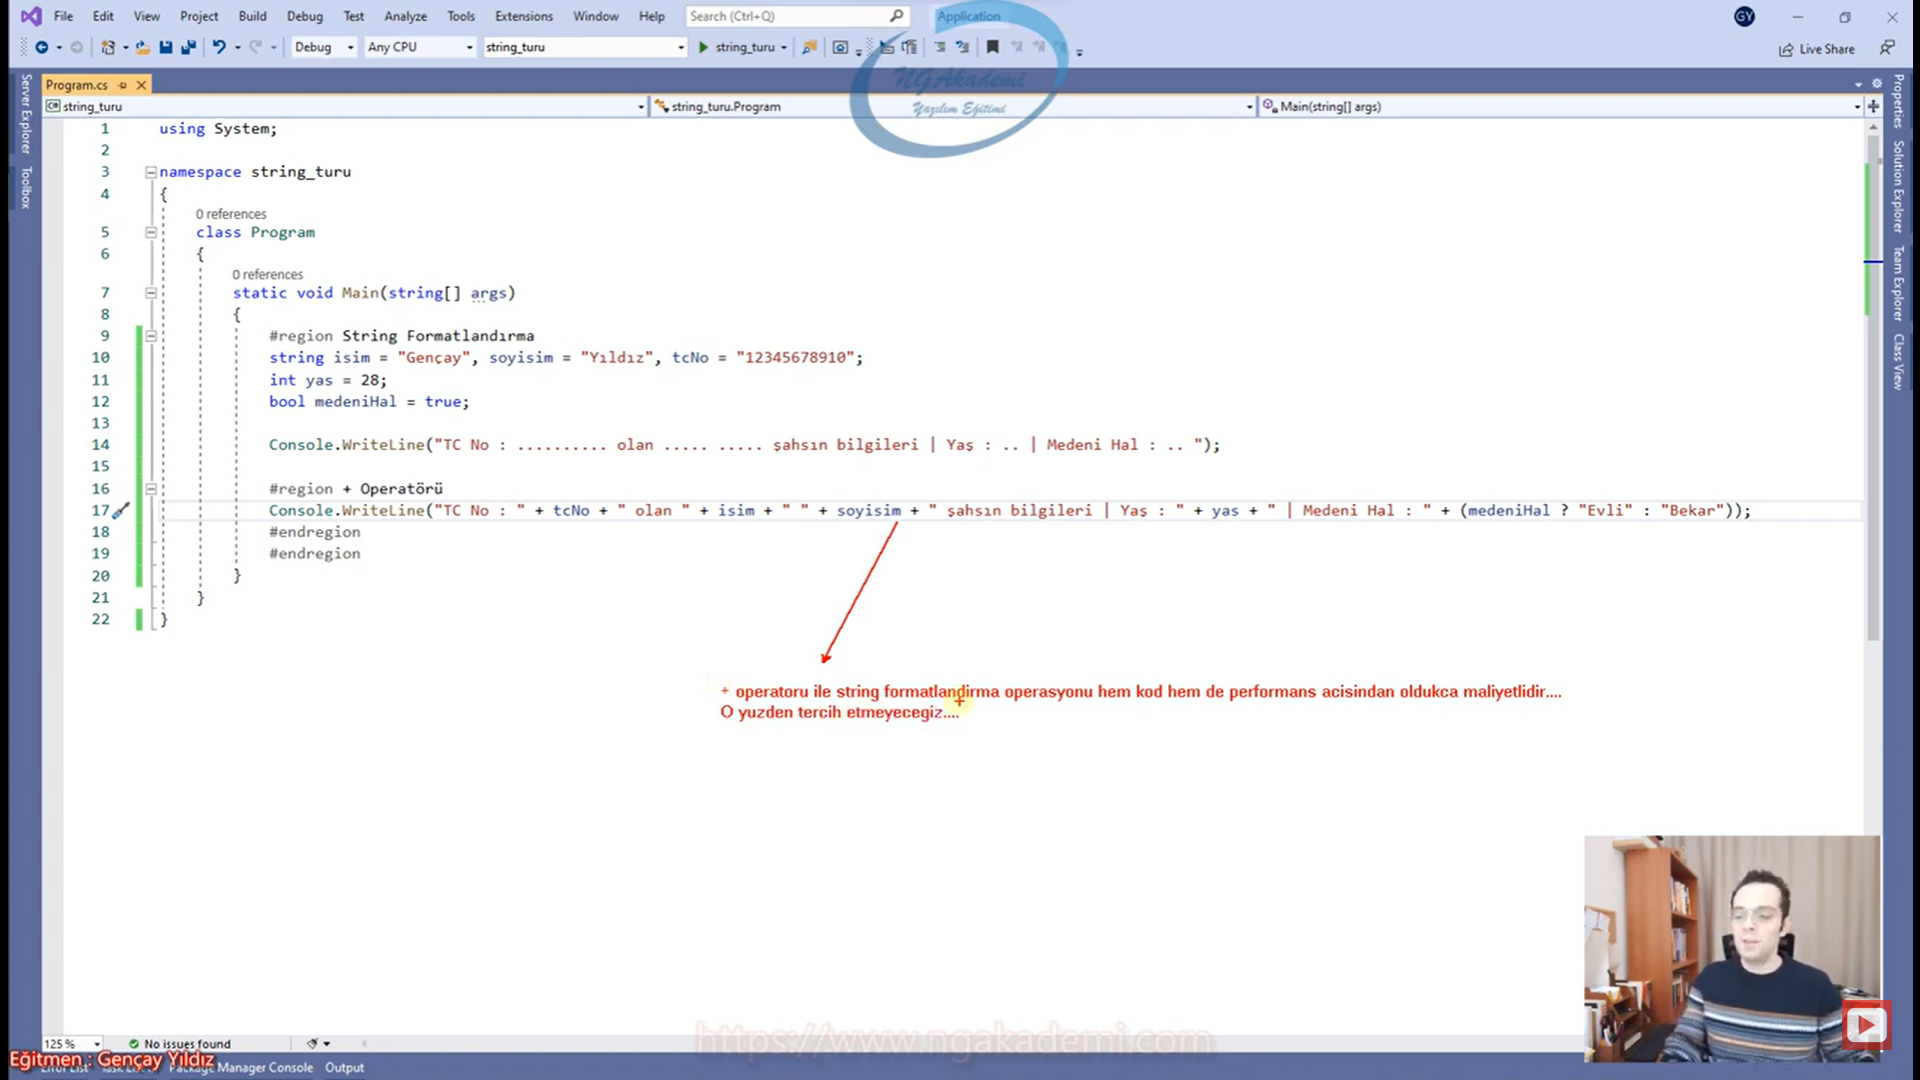 File Edit View Project Build Debug Test Analyze Tools Extensions Window Help Search (Ctrl+Q) Application GY
Debug Any CPU string_turu string_turu Live Share
NGAkademi
Yazılım Eğitimi
Program.cs
string_turu string_turu.Program Main(string[] args)
Server Explorer
Toolbox
Properties
Solution Explorer
Team Explorer
Class View
1 using System;
2
3 namespace string_turu
4 {
0 references
5 class Program
6 {
0 references
7 static void Main(string[] args)
8 {
9 #region String Formatlandırma
10 string isim = "Gençay", soyisim = "Yıldız", tcNo = "12345678910";
11 int yas = 28;
12 bool medeniHal = true;
13
14 Console.WriteLine("TC No : .......... olan ..... ..... şahsın bilgileri | Yaş : .. | Medeni Hal : .. ");
15
16 #region + Operatörü
17 Console.WriteLine("TC No : " + tcNo + " olan " + isim + " " + soyisim + " şahsın bilgileri | Yaş : " + yas + " | Medeni Hal : " + (medeniHal ? "Evli" : "Bekar"));
18 #endregion
19 #endregion
20 }
21 }
22 }
+ operatoru ile string formatlandirma operasyonu hem kod hem de performans acisindan oldukca maliyetlidir....
O yuzden tercih etmeyecegiz....
https://www.ngakademi.com
125 % No issues found
Eğitmen : Gençay Yıldız
Package Manager Console Output